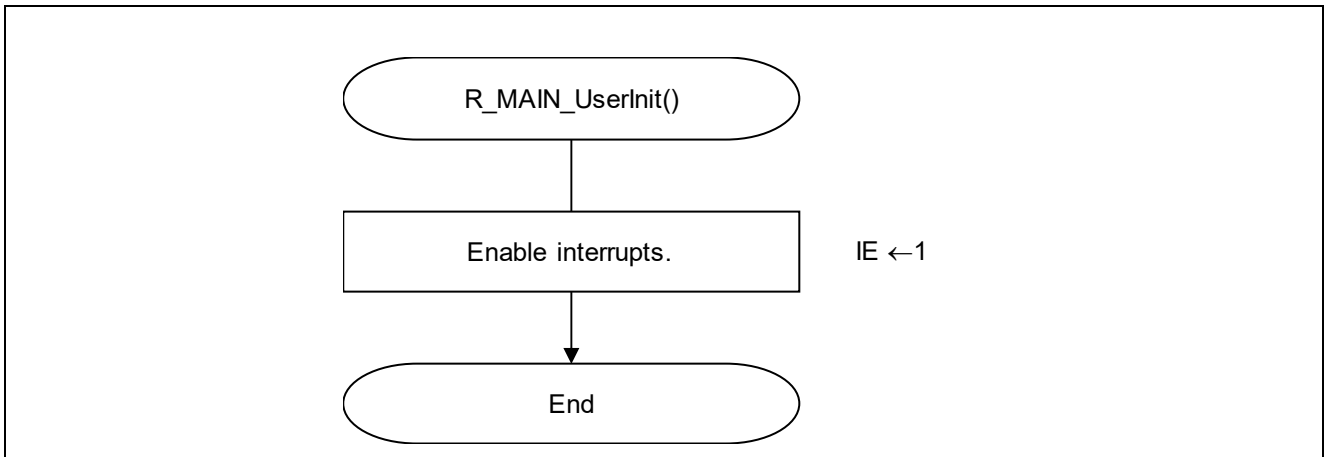 R_MAIN_UserInit()
Enable interrupts.
IE ←1
End